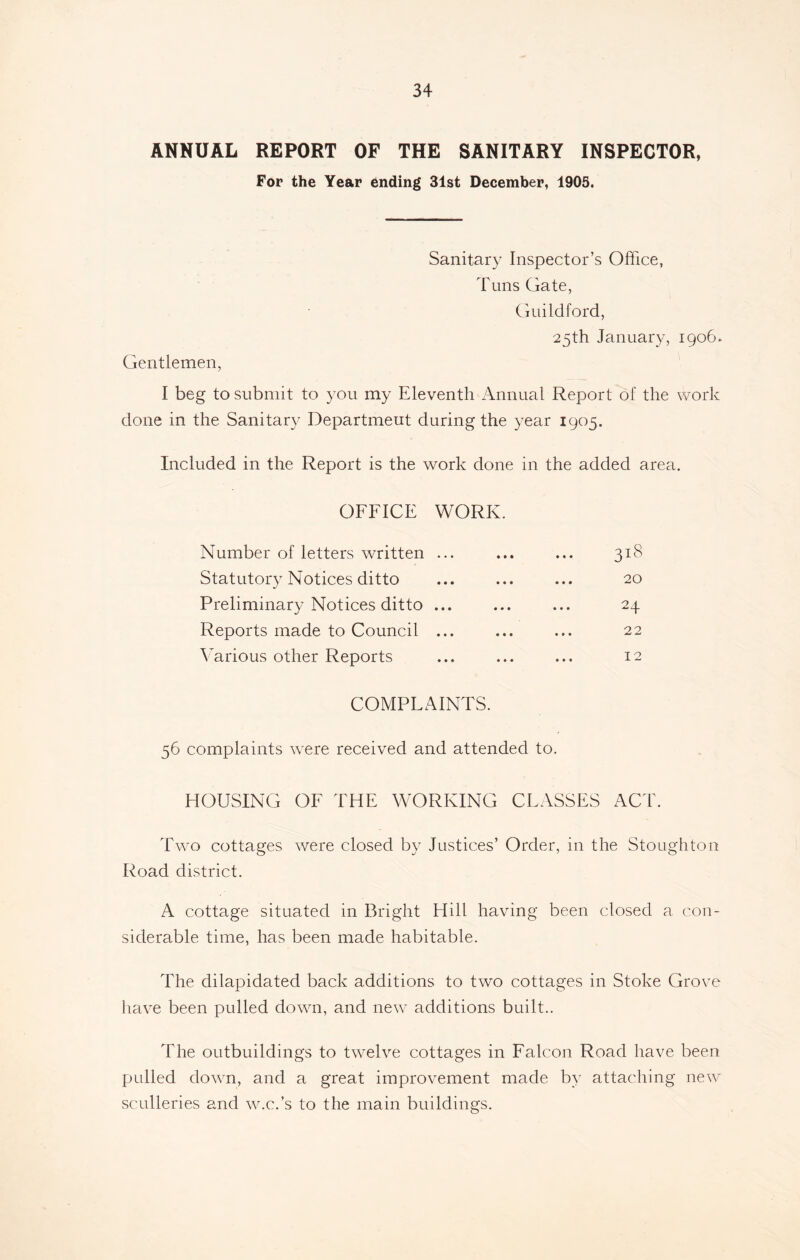 34
ANNUAL REPORT OF THE SANITARY INSPECTOR,
For the Year ending 31st December, 1905.
Sanitary Inspector's Office,
Tuns Gate,
Guildford,
25th January, 1906.
Gentlemen,
I beg to submit to you my Eleventh Annual Report of the work
done in the Sanitary Department during the year 1905.
Included in the Report is the work done in the added area.
OFFICE WORK.
Number of letters written ... ... ... 318
Statutory Notices ditto ... ... ... 20
Preliminary Notices ditto ... ... ... 24
Reports made to Council ... ... ... 22
Various other Reports ... ... ... 12
COMPLAINTS.
56 complaints were received and attended to.
HOUSING OF THE WORKING CLASSES ACT.
Two cottages were closed by Justices' Order, in the Stoughton
Road district.
A cottage situated in Bright Hill having been closed a con-
siderable time, has been made habitable.
The dilapidated back additions to two cottages in Stoke Grove
have been pulled down, and new additions built..
The outbuildings to twelve cottages in Falcon Road have been
pulled down, and a great improvement made by attaching new
sculleries and w.c.'s to the main buildings.